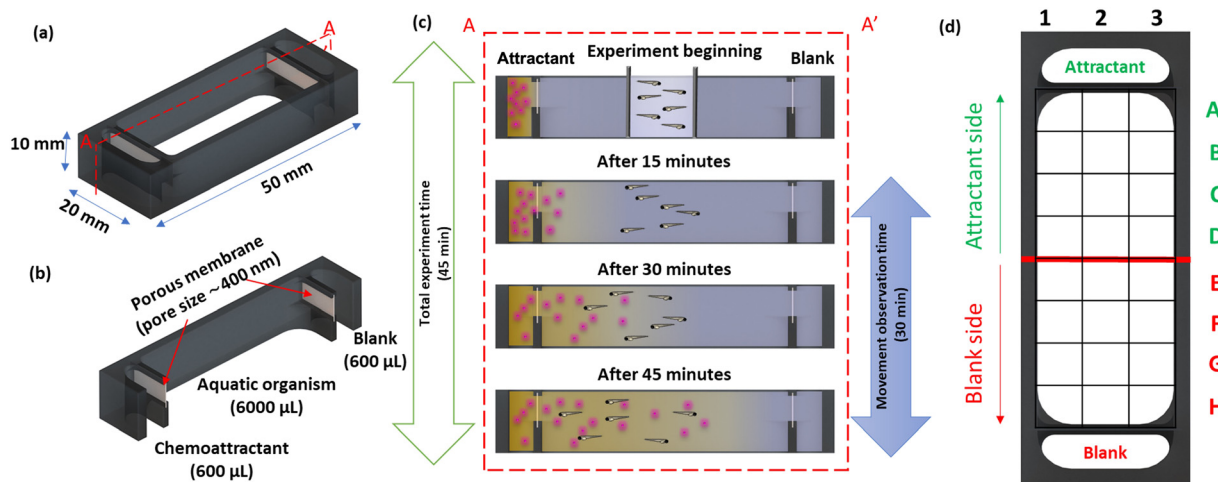 (a)
A
A
10 mm
20 mm
50 mm
(b)
Porous membrane
(pore size ~400 nm)
Blank
(600 µL)
Aquatic organism
(6000 µL)
Chemoattractant
(600 µL)
(c)
A
A’
Total experiment time
(45 min)
Experiment beginning
Attractant
Blank
After 15 minutes
After 30 minutes
After 45 minutes
Movement observation time
(30 min)
(d)
1 2 3
Attractant
Attractant side
Blank side
A
B
C
D
E
F
G
H
Blank